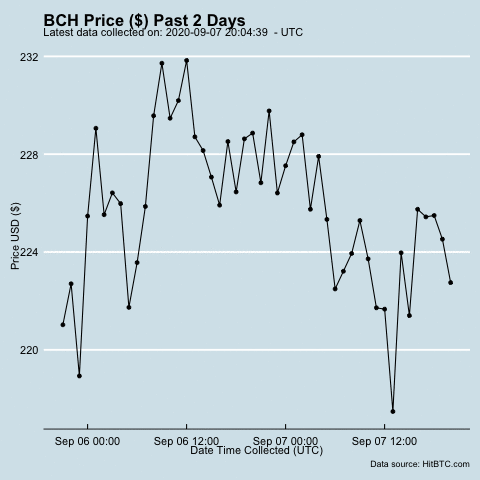 BCH Price ($) Past 2 Days
Latest data collected on: 2020-09-07 20:04:39 - UTC
232
228
224
220
Price USD ($)
Sep 06 00:00 Sep 06 12:00 Sep 07 00:00 Sep 07 12:00
Date Time Collected (UTC)
Data source: HitBTC.com